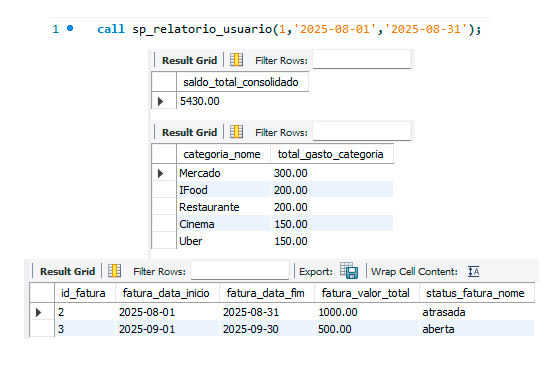 1 call sp_relatorio_usuario(1,'2025-08-01','2025-08-31');
Result Grid Filter Rows:
saldo_total_consolidado
5430.00
Result Grid Filter Rows:
categoria_nome total_gasto_categoria
Mercado 300.00
IFood 200.00
Restaurante 200.00
Cinema 150.00
Uber 150.00
Result Grid Filter Rows: Export: Wrap Cell Content:
id_fatura fatura_data_inicio fatura_data_fim fatura_valor_total status_fatura_nome
2 2025-08-01 2025-08-31 1000.00 atrasada
3 2025-09-01 2025-09-30 500.00 aberta